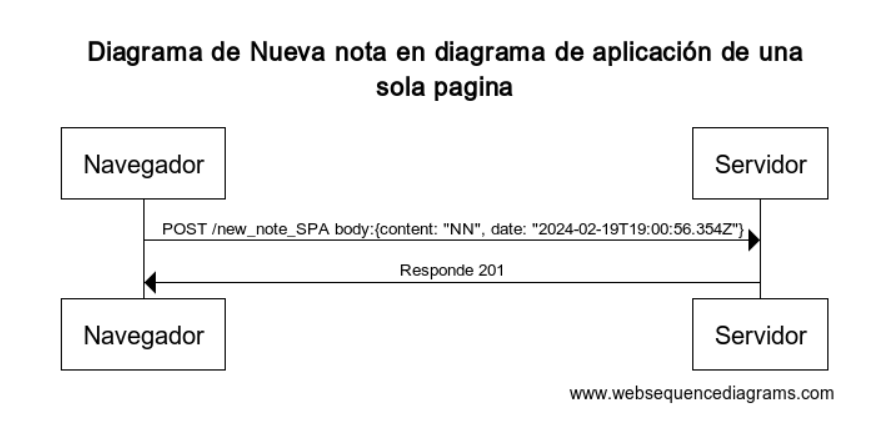 Diagrama de Nueva nota en diagrama de aplicación de una
sola pagina
Navegador
Servidor
POST /new_note_SPA body:{content: "NN", date: "2024-02-19T19:00:56.354Z"}
Responde 201
Navegador
Servidor
www.websequencediagrams.com